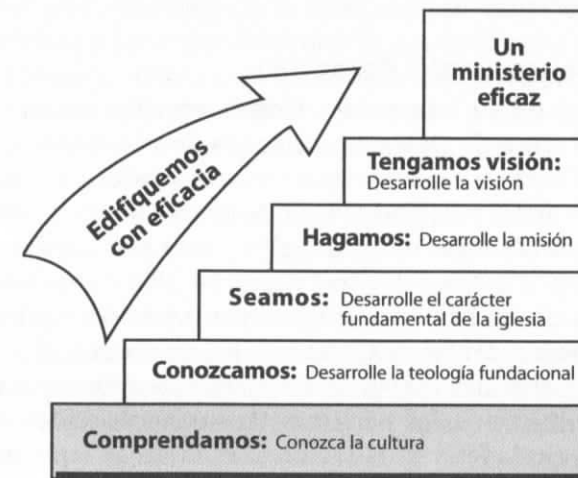 Un
ministerio
eficaz
Edifiquemos
con eficacia
Tengamos visión:
Desarrolle la visión
Hagamos: Desarrolle la misión
Seamos: Desarrolle el carácter
fundamental de la iglesia
Conozcamos: Desarrolle la teología fundacional
Comprendamos: Conozca la cultura